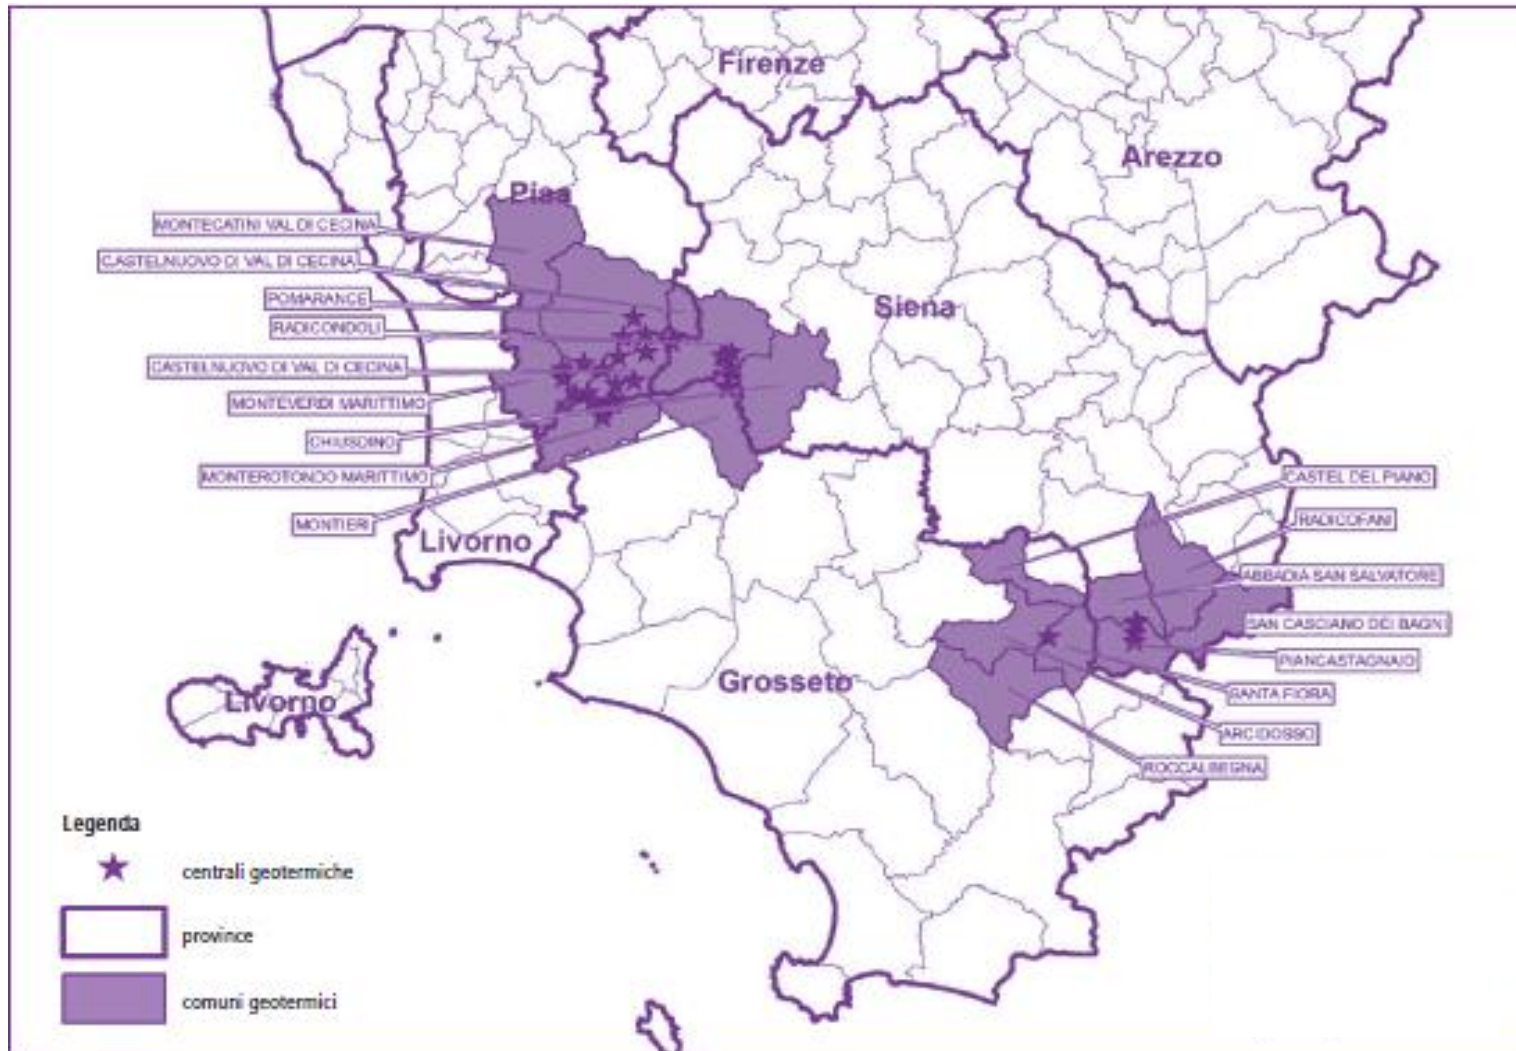 Firenze
Arezzo
Pisa
MONTECATINI VAL DI CECINA
CASTELNUOVO DI VAL DI CECINA
POMARANCE
RADICONDOLI
Siena
CASTELNUOVO DI VAL DI CECINA
MONTEVERDI MARITTIMO
CHIUSDINO
MONTEROTONDO MARITTIMO
MONTIERI
Livorno
CASTEL DEL PIANO
RADICOFANI
ABBADIA SAN SALVATORE
SAN CASCIANO DEI BAGNI
PIANCASTAGNAIO
SANTA FIORA
ARCIDOSSO
ROCCALBEGNA
Grosseto
Livorno
Legenda
centrali geotermiche
province
comuni geotermici